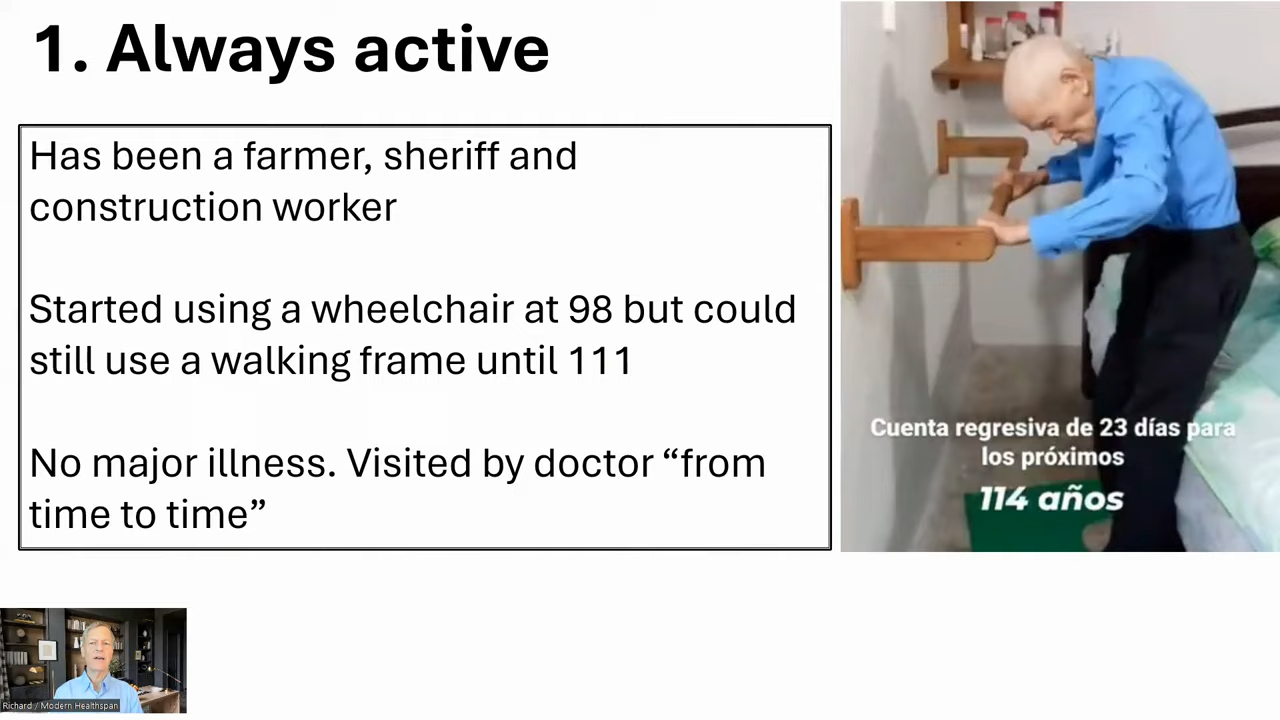 1. Always active
Has been a farmer, sheriff and
construction worker
Started using a wheelchair at 98 but could
still use a walking frame until 111
No major illness. Visited by doctor “from
time to time”
Cuenta regresiva de 23 días para
los próximos
114 años
Richard / Modern Healthspan